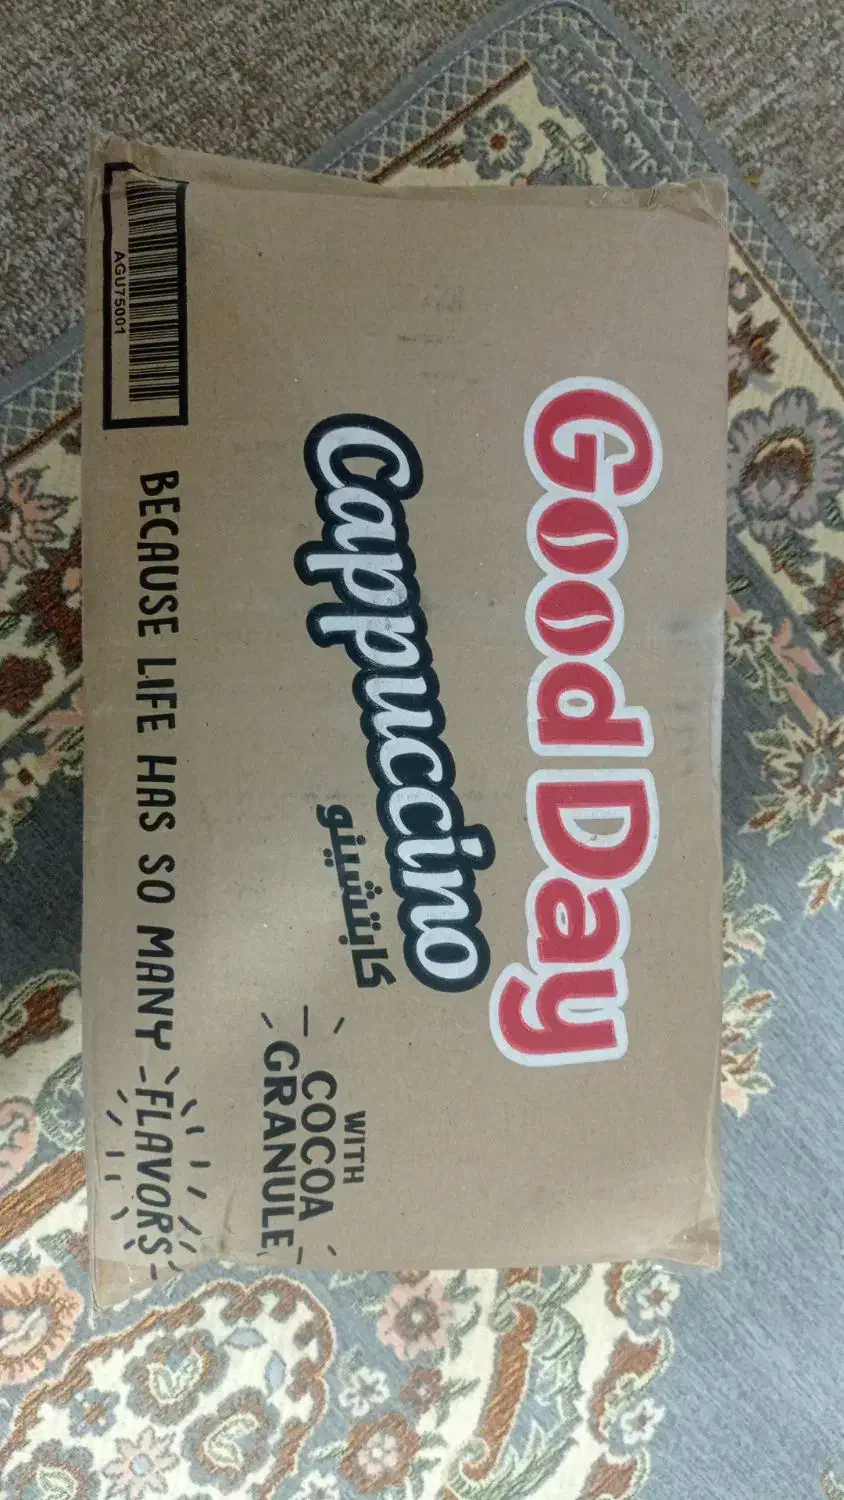 Good Day
Cappuccino
كابتشينو
WITH
COCOA
GRANULE
BECAUSE LIFE HAS SO MANY FLAVORS
AGU75001